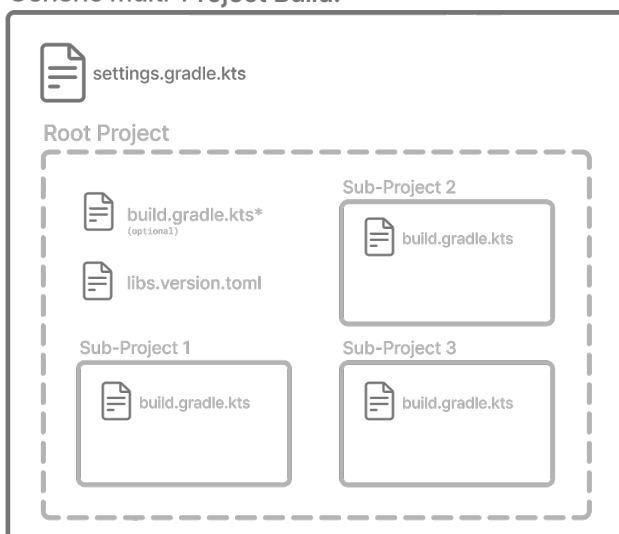 settings.gradle.kts
Root Project
build.gradle.kts*
(optional)
libs.version.toml
Sub-Project 2
build.gradle.kts
Sub-Project 1
build.gradle.kts
Sub-Project 3
build.gradle.kts